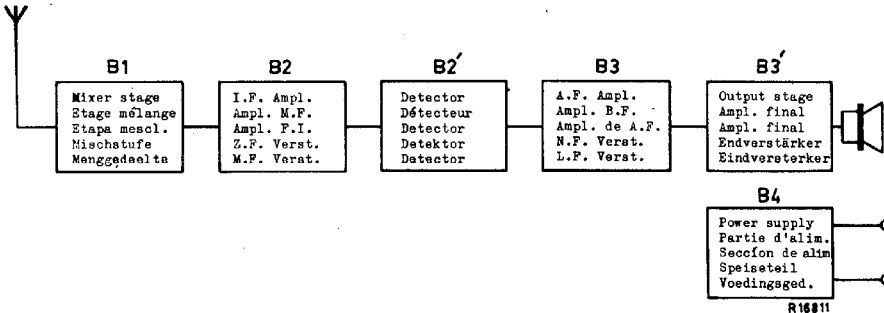 B1
Mixer stage
Etage mélange
Etapa mescl.
Mischstufe
Menggedeelte
B2
I.F. Ampl.
Ampl. M.F.
Ampl. F.I.
Z.F. Verst.
M.F. Verst.
B2′
Detector
Détecteur
Detector
Detektor
Detector
B3
A.F. Ampl.
Ampl. B.F.
Ampl. de A.F.
N.F. Verst.
L.F. Verst.
B3′
Output stage
Ampl. final
Ampl. final
Endverstärker
Eindversterker
B4
Power supply
Partie d'alim.
Seccíon de alim
Speiseteil
Voedingsged.
R16811